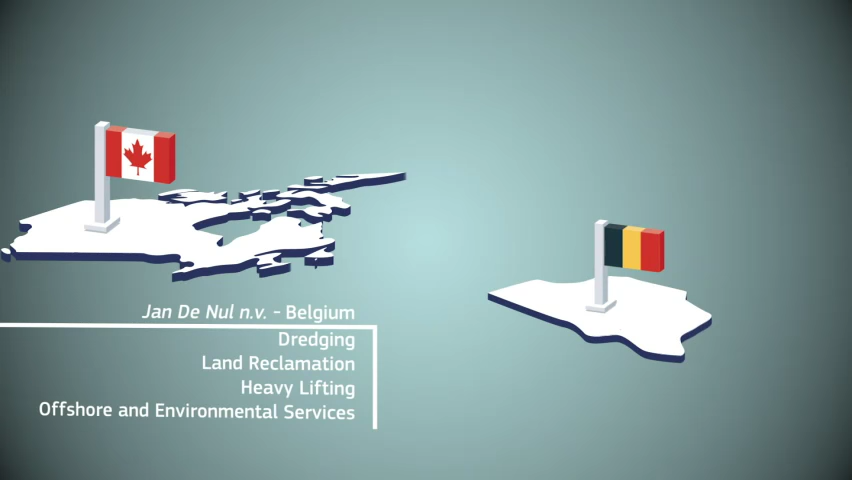 Jan De Nul n.v. - Belgium
Dredging
Land Reclamation
Heavy Lifting
Offshore and Environmental Services